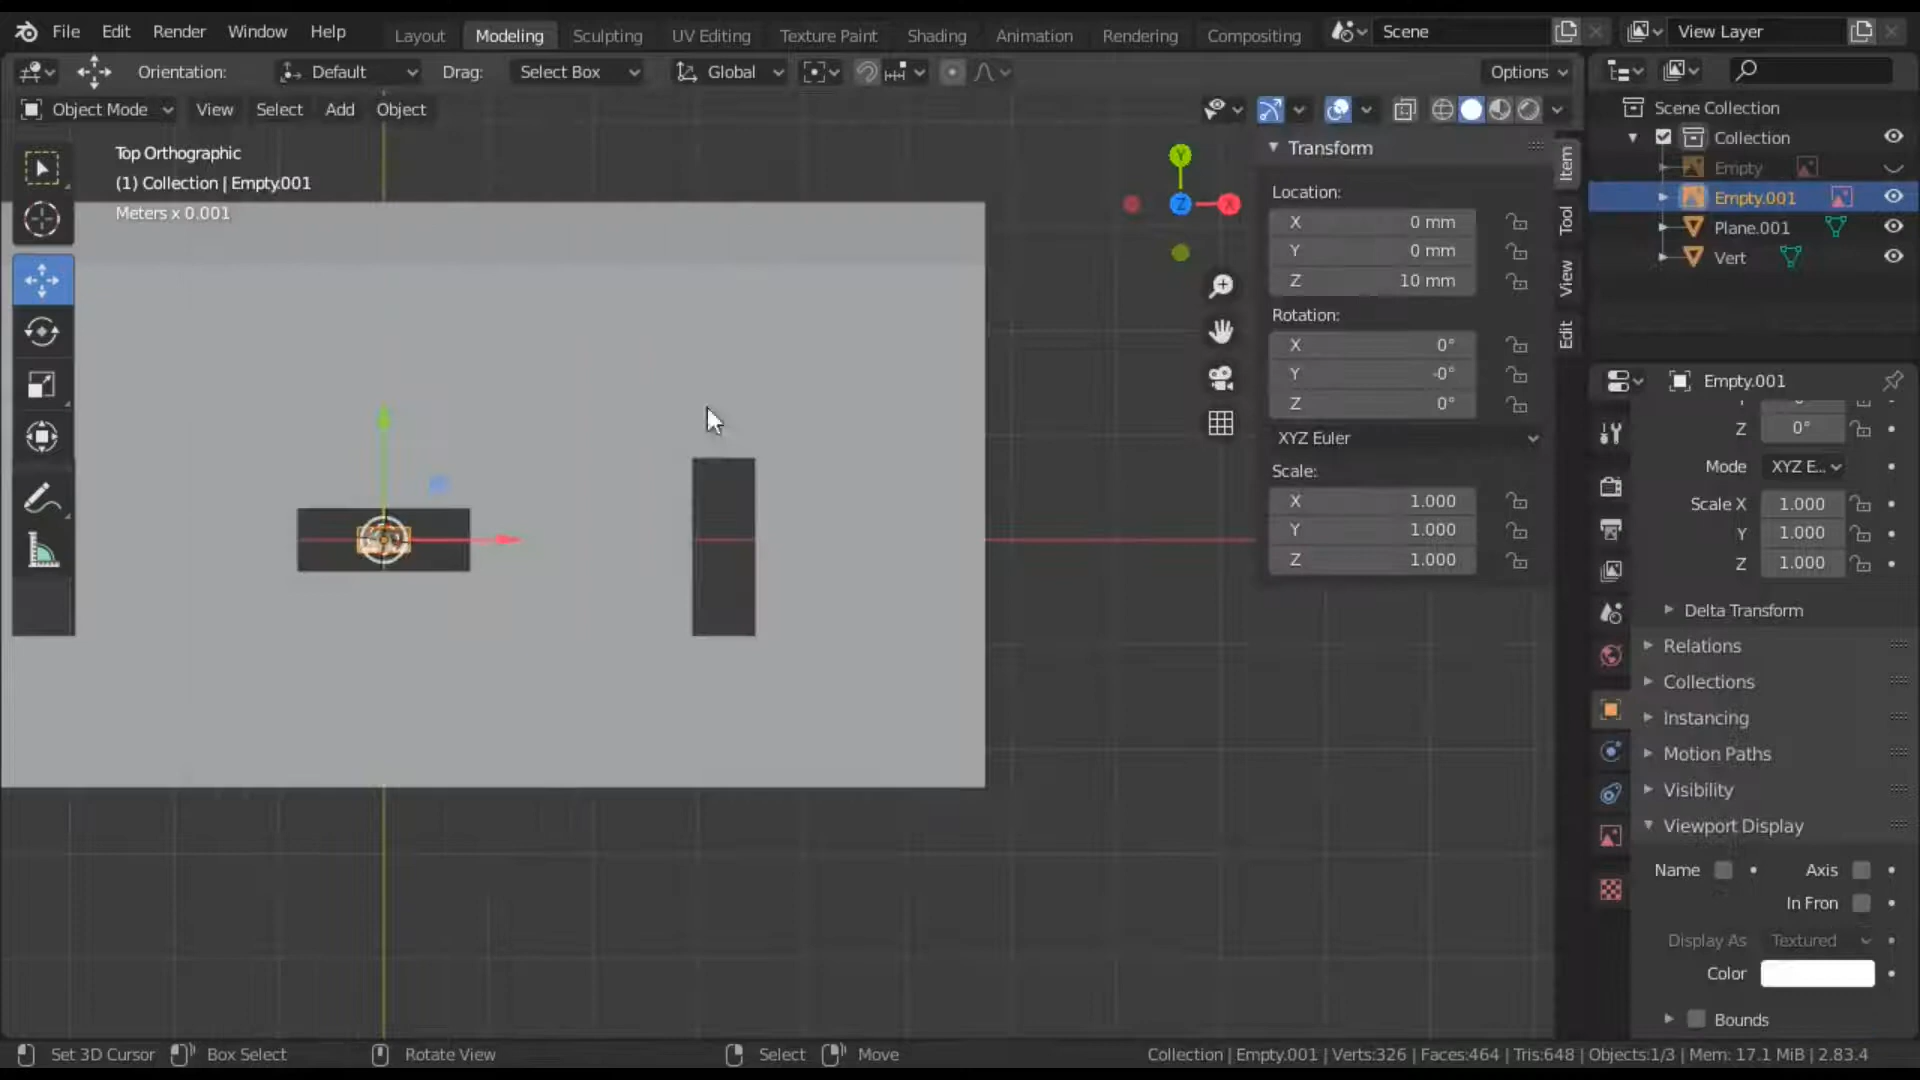 File Edit Render Window Help Layout Modeling Sculpting UV Editing Texture Paint Shading Animation Rendering Compositing Scene View Layer
Orientation: Default Drag: Select Box Global Options
Object Mode View Select Add Object
Top Orthographic
(1) Collection | Empty.001
Meters x 0.001
Y
Z
X
Transform
Location:
X 0 mm
Y 0 mm
Z 10 mm
Rotation:
X 0°
Y -0°
Z 0°
XYZ Euler
Scale:
X 1.000
Y 1.000
Z 1.000
Item
Tool
View
Edit
Scene Collection
Collection
Empty
Empty.001
Plane.001
Vert
Empty.001
Z 0°
Mode XYZ E...
Scale X 1.000
Y 1.000
Z 1.000
Delta Transform
Relations
Collections
Instancing
Motion Paths
Visibility
Viewport Display
Name Axis
In Fron
Display As Textured
Color
Bounds
Set 3D Cursor Box Select Rotate View Select Move Collection | Empty.001 | Verts:326 | Faces:464 | Tris:648 | Objects:1/3 | Mem: 17.1 MiB | 2.83.4